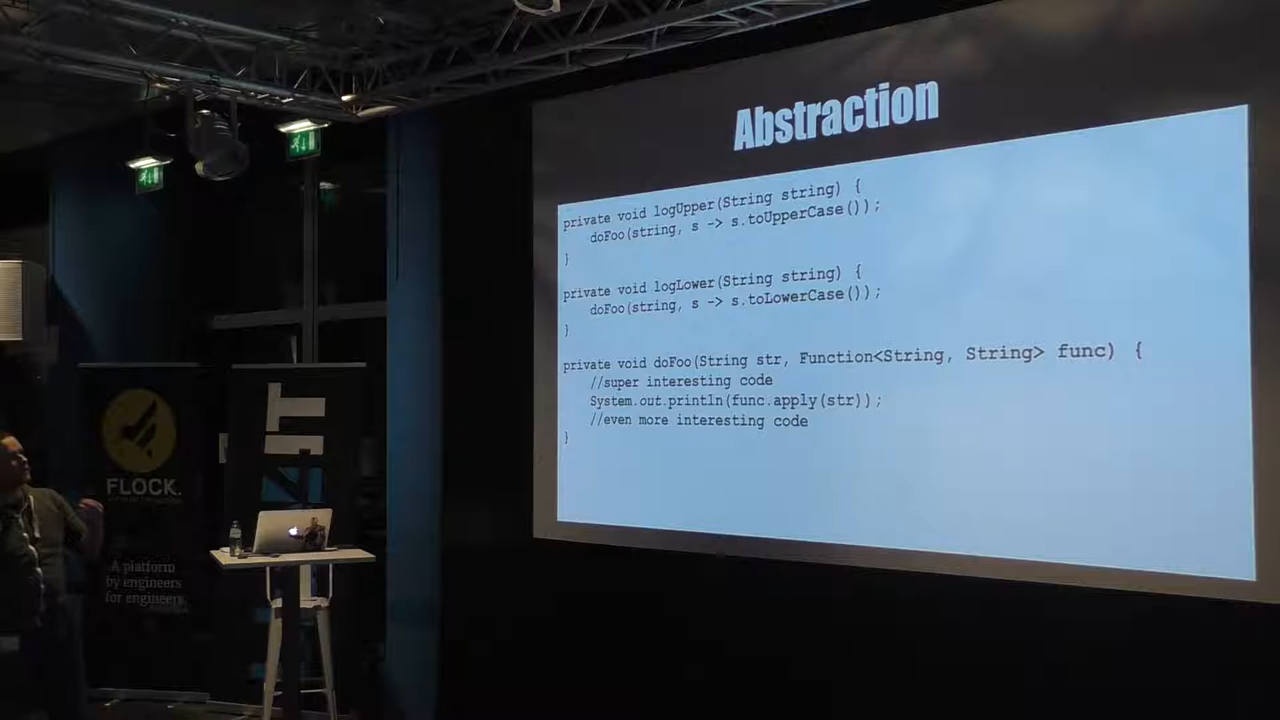 Abstraction
private void logUpper(String string) {
doFoo(string, s -> s.toUpperCase());
}
private void logLower(String string) {
doFoo(string, s -> s.toLowerCase());
}
private void doFoo(String str, Function<String, String> func) {
//super interesting code
System.out.println(func.apply(str));
//even more interesting code
}
FLOCK.
A platform
by engineers
for engineers